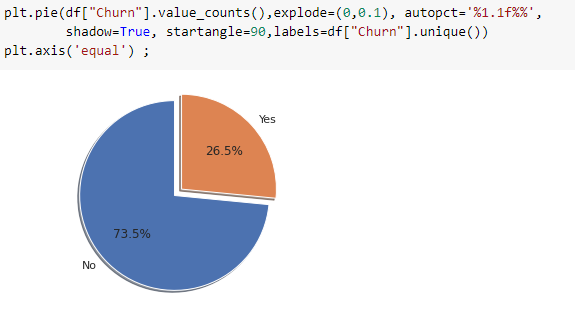 plt.pie(df["Churn"].value_counts(),explode=(0,0.1), autopct='%1.1f%%',
shadow=True, startangle=90,labels=df["Churn"].unique())
plt.axis('equal') ;
Yes
26.5%
73.5%
No